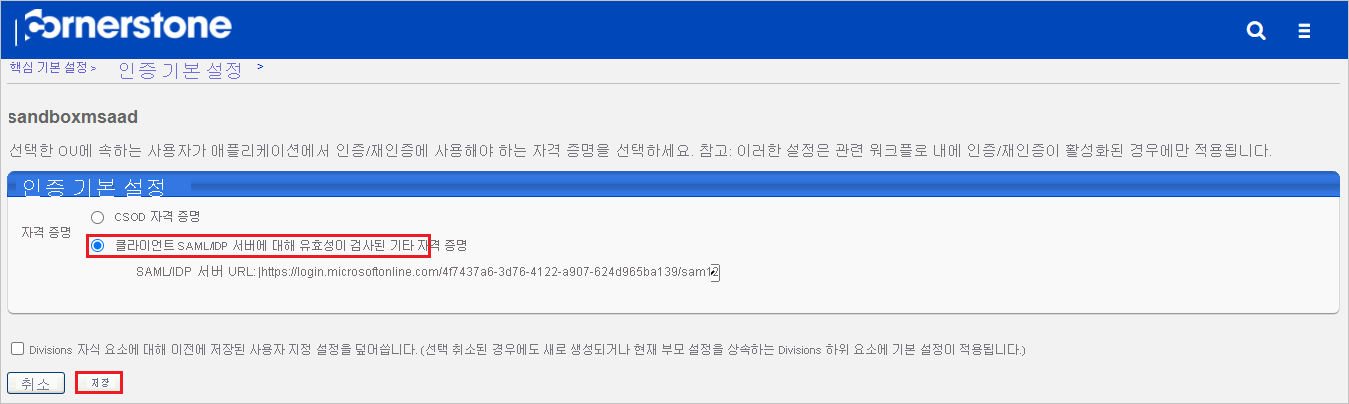 cornerstone
핵심 기본 설정 > 인증 기본 설정 >
sandboxmsaad
선택한 OU에 속하는 사용자가 애플리케이션에서 인증/재인증에 사용해야 하는 자격 증명을 선택하세요. 참고: 이러한 설정은 관련 워크플로 내에 인증/재인증이 활성화된 경우에만 적용됩니다.
인증 기본 설정
자격 증명
CSOD 자격 증명
클라이언트 SAML/IDP 서버에 대해 유효성이 검사된 기타 자격 증명
SAML/IDP 서버 URL: https://login.microsoftonline.com/4f7437a6-3d76-4122-a907-624d965ba139/sam12
Divisions 자식 요소에 대해 이전에 저장된 사용자 지정 설정을 덮어씁니다. (선택 취소된 경우에도 새로 생성되거나 현재 부모 설정을 상속하는 Divisions 하위 요소에 기본 설정이 적용됩니다.)
취소 저장